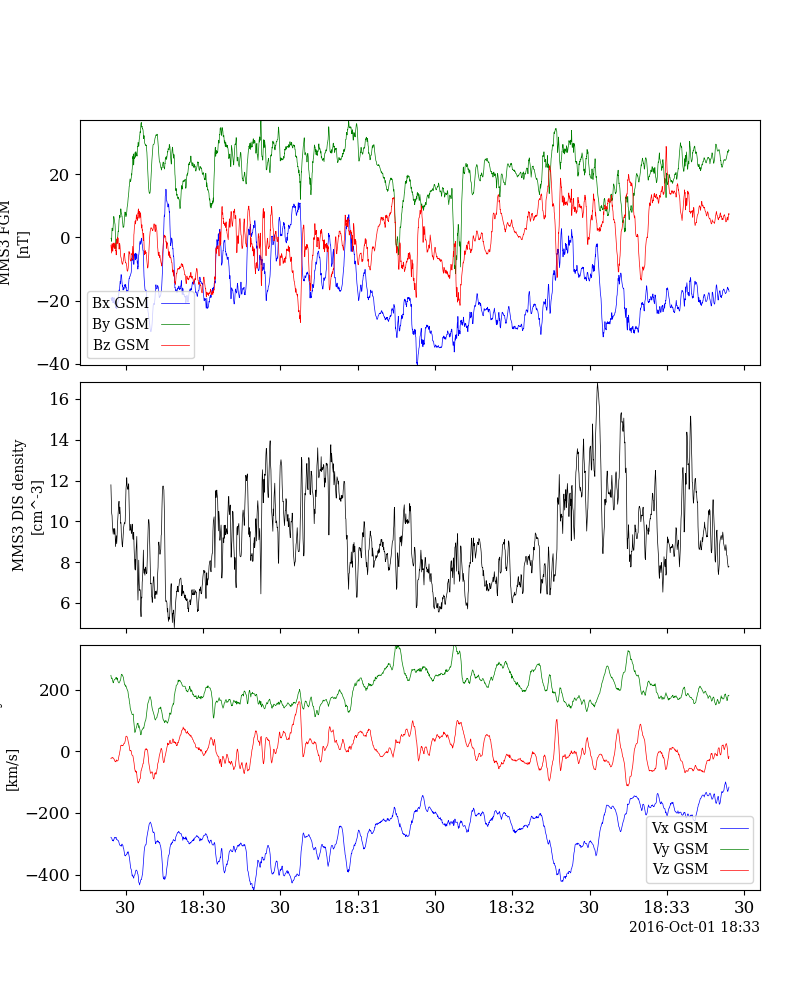 20
0
−20
−40
MMS3 FGM
[nT]
Bx GSM
By GSM
Bz GSM
16
14
12
10
8
6
MMS3 DIS density
[cm^-3]
200
0
−200
−400
[km/s]
Vx GSM
Vy GSM
Vz GSM
30 18:30 30 18:31 30 18:32 30 18:33 30
2016-Oct-01 18:33